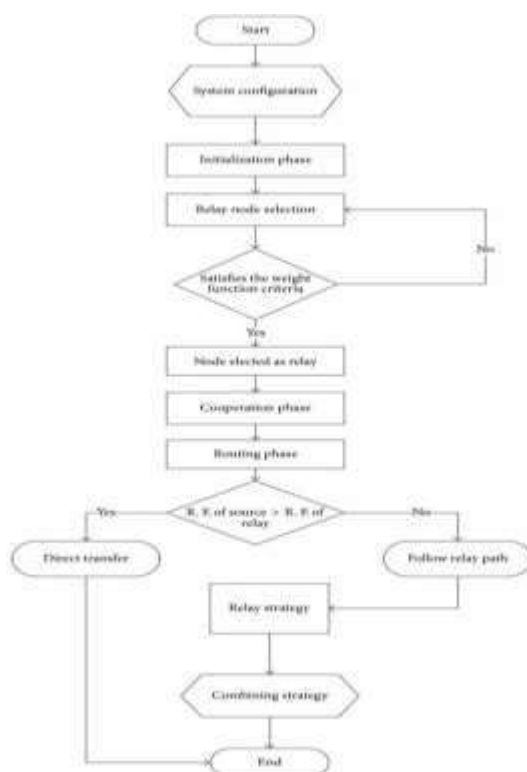 Start
System configuration
Initialization phase
Relay node selection
No
Satisfies the weight
function criteria
Yes
Node elected as relay
Cooperation phase
Routing phase
R. E of source > R. E of
relay
Yes
No
Direct transfer
Follow relay path
Relay strategy
Combining strategy
End